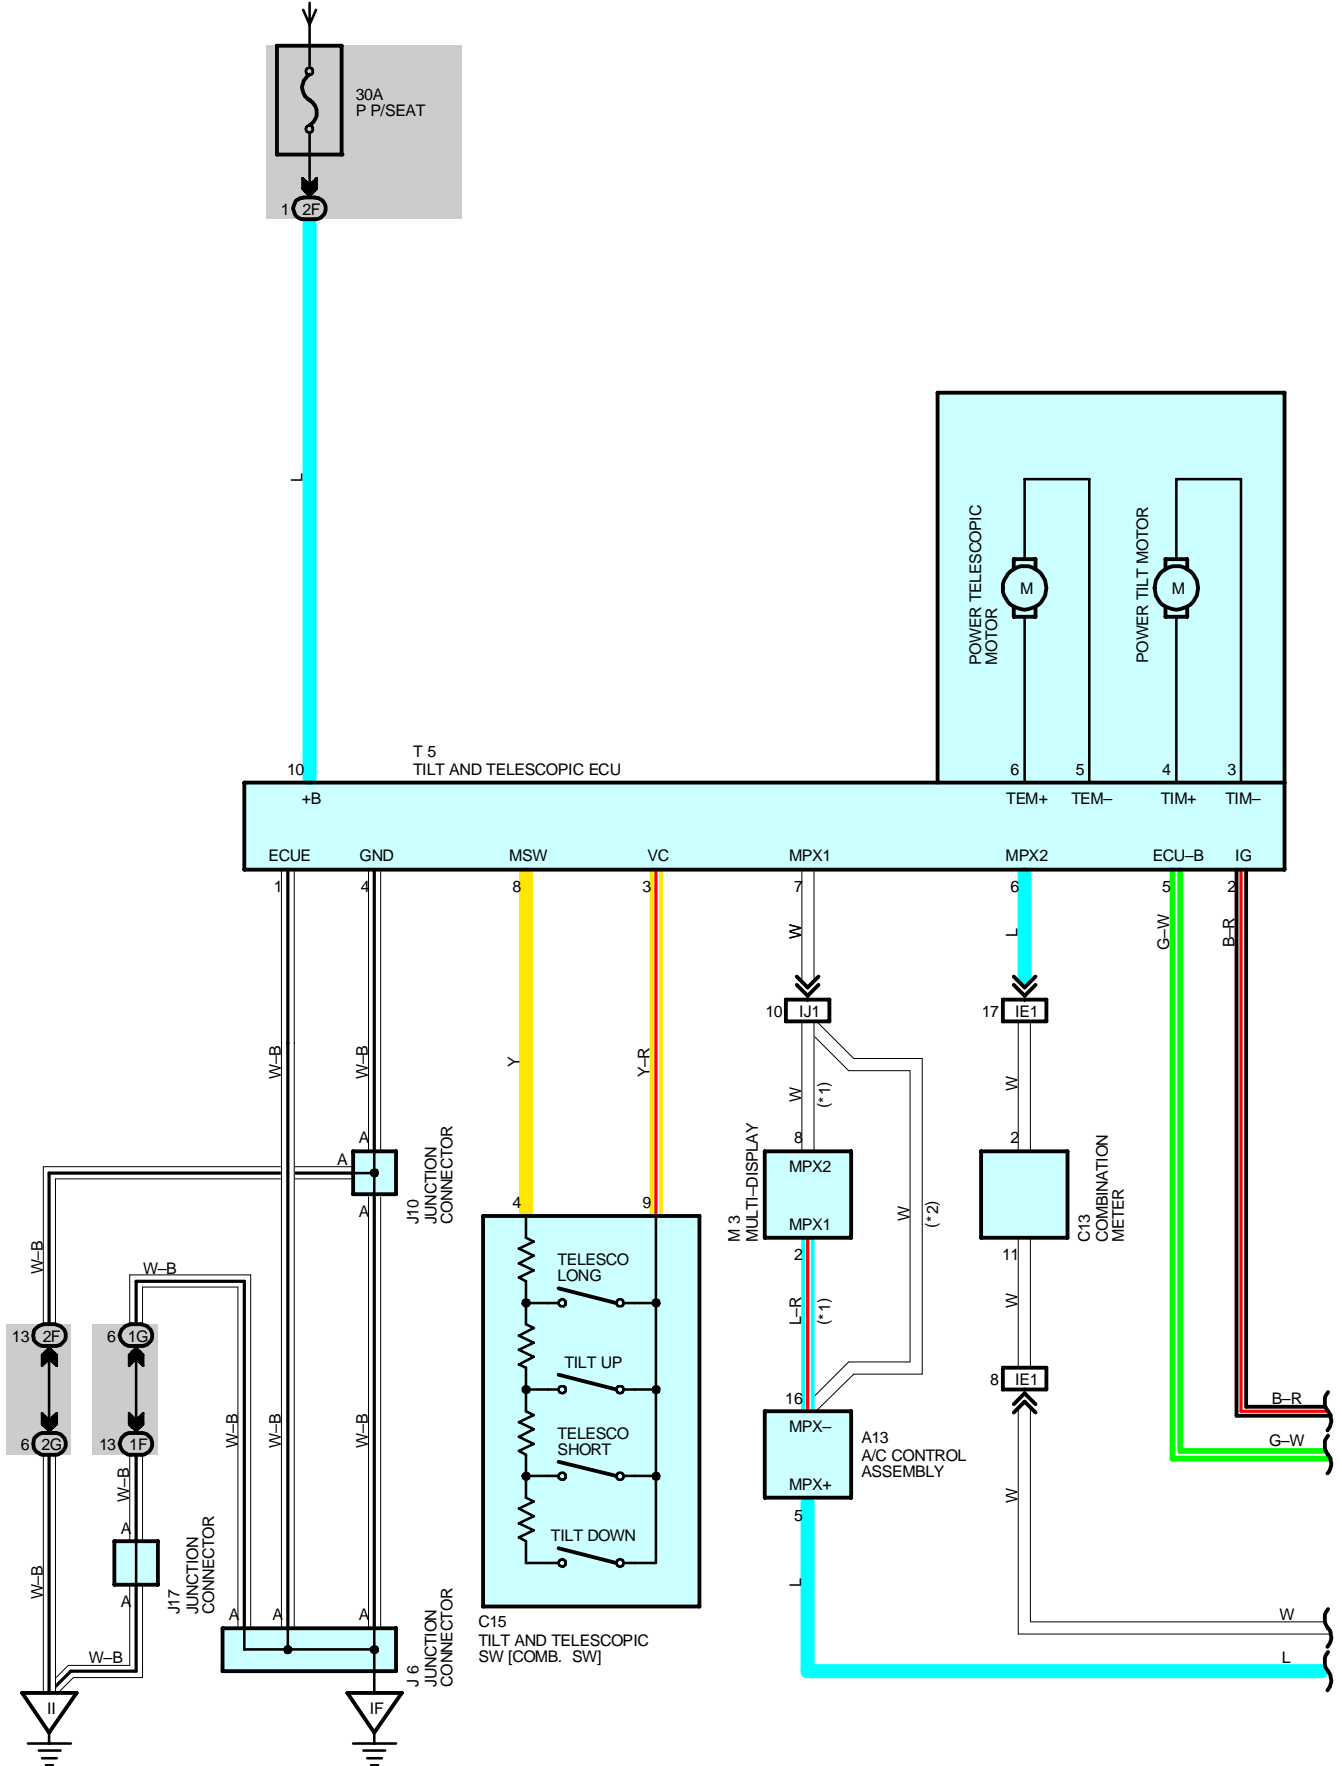 30A
P P/SEAT
1 2F
L
POWER TELESCOPIC
MOTOR
M
POWER TILT MOTOR
M
T 5
TILT AND TELESCOPIC ECU
10
6 5 4 3
+B
TEM+ TEM– TIM+ TIM–
ECUE GND MSW VC MPX1 MPX2 ECU–B IG
1 4 8 3 7 6 5 2
W
L
G–W
B–R
10 IJ1
17 IE1
W–B
W–B
Y
Y–R
W
(*1)
W
A
A
A
J10
JUNCTION
CONNECTOR
8
2
M 3
MULTI–DISPLAY
MPX2
MPX1
2
W
(*2)
C13
COMBINATION
METER
11
4 9
W–B
W–B
TELESCO
LONG
TILT UP
TELESCO
SHORT
TILT DOWN
L–R
(*1)
W
13 2F
6 1G
6 2G
13 1F
8 IE1
16
MPX–
MPX+
5
A13
A/C CONTROL
ASSEMBLY
B–R
G–W
W–B
W–B
W–B
W–B
W–B
W
L
A
A
J17
JUNCTION
CONNECTOR
A A A
J 6
JUNCTION
CONNECTOR
C15
TILT AND TELESCOPIC
SW [COMB. SW]
W
L
W–B
II
IF